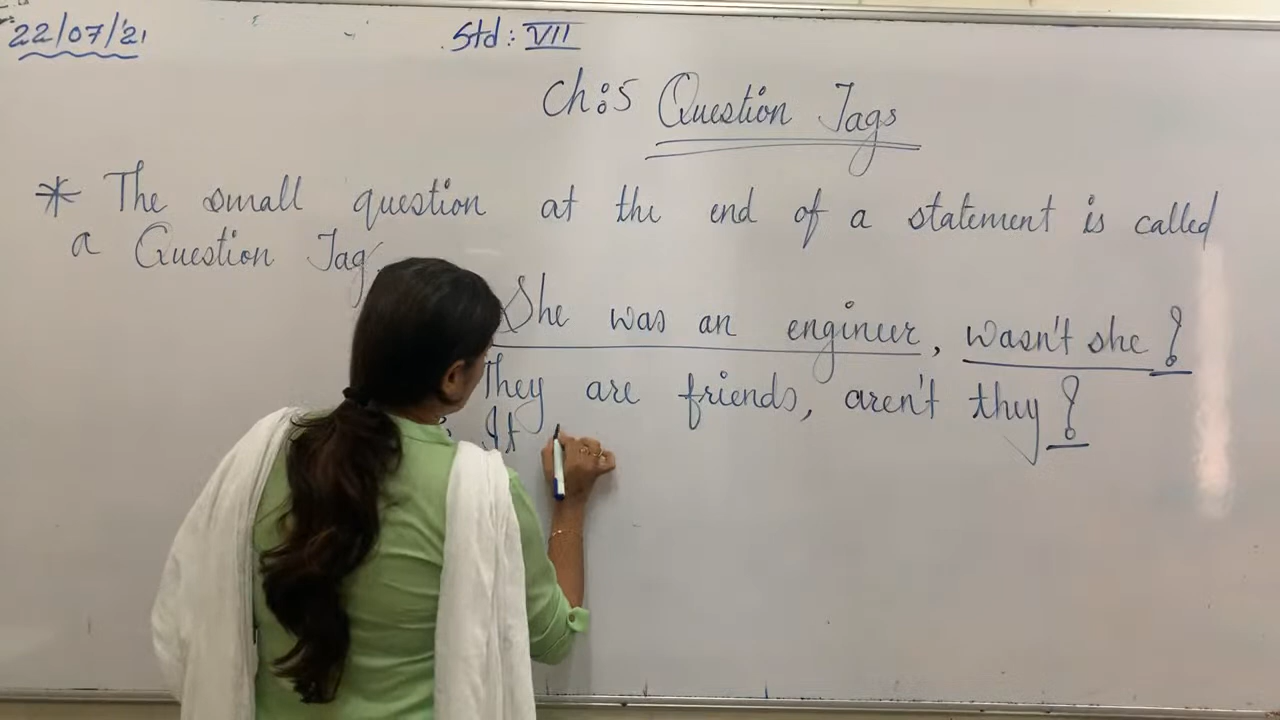 22/07/21
Std: VII
Ch:5 Question Tags
* The small question at the end of a statement is called
a Question Tag.
She was an engineer, wasn't she?
They are friends, aren't they?
It